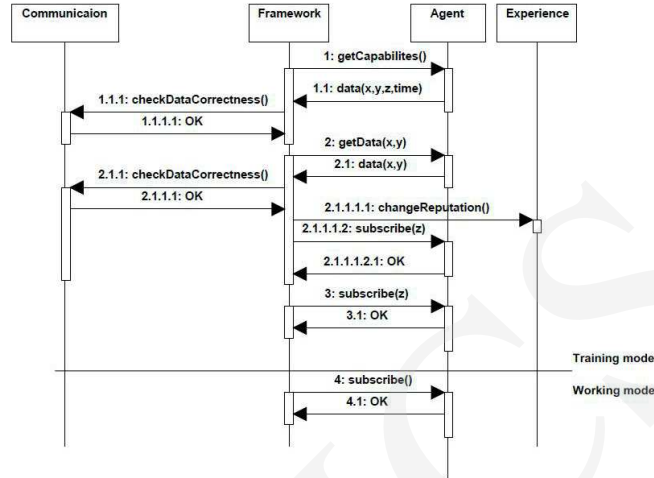 Communicaion
Framework
Agent
Experience
1: getCapabilites()
1.1: data(x,y,z,time)
1.1.1: checkDataCorrectness()
1.1.1.1: OK
2: getData(x,y)
2.1: data(x,y)
2.1.1: checkDataCorrectness()
2.1.1.1: OK
2.1.1.1.1: changeReputation()
2.1.1.1.2: subscribe(z)
2.1.1.1.2.1: OK
3: subscribe(z)
3.1: OK
Training mode
4: subscribe()
Working mode
4.1: OK